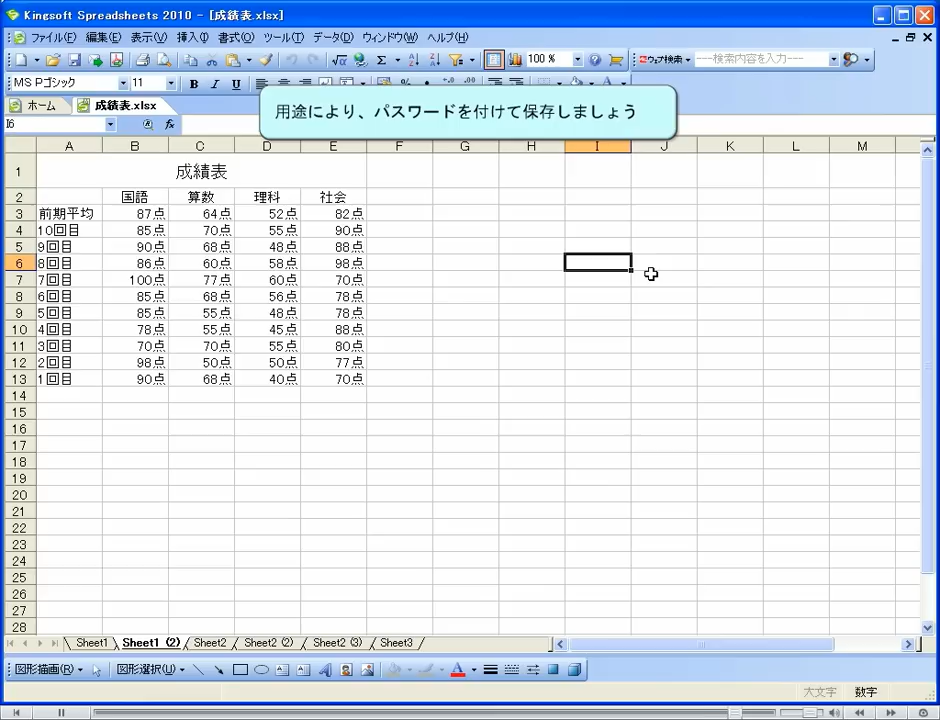 Kingsoft Spreadsheets 2010 - [成績表.xlsx]
ファイル(F) 編集(E) 表示(V) 挿入(I) 書式(O) ツール(T) データ(D) ウィンドウ(W) ヘルプ(H)
100 % ウェブ検索 ---検索内容を入力---
MS Pゴシック 11 B I U
ホーム 成績表.xlsx
用途により、パスワードを付けて保存しましょう
I6 fx
A B C D E F G H I J K L M
1 成績表
2 国語 算数 理科 社会
3 前期平均 87点 64点 52点 82点
4 10回目 85点 70点 55点 90点
5 9回目 90点 68点 48点 88点
6 8回目 86点 60点 58点 98点
7 7回目 100点 77点 60点 70点
8 6回目 85点 68点 56点 78点
9 5回目 85点 55点 48点 78点
10 4回目 78点 55点 45点 88点
11 3回目 70点 70点 55点 80点
12 2回目 98点 50点 50点 77点
13 1回目 90点 68点 40点 70点
14
15
16
17
18
19
20
21
22
23
24
25
26
27
28
Sheet1 Sheet1 (2) Sheet2 Sheet2 (2) Sheet2 (3) Sheet3
図形描画(R) 図形選択(U)
大文字 数字